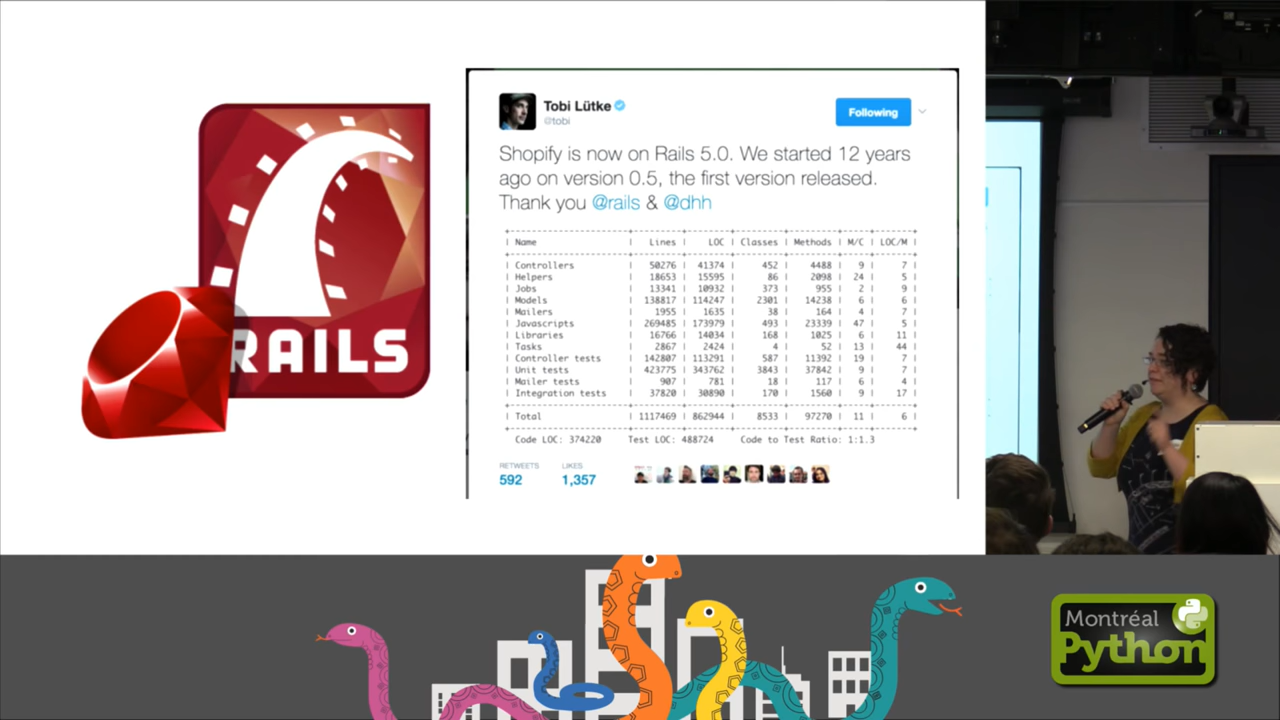 RAILS
Tobi Lütke
@tobi
Following
Shopify is now on Rails 5.0. We started 12 years
ago on version 0.5, the first version released.
Thank you @rails & @dhh
| Name | Lines | LOC | Classes | Methods | M/C | LOC/M |
| Controllers | 50276 | 41374 | 452 | 4488 | 9 | 7 |
| Helpers | 18653 | 15595 | 86 | 2098 | 24 | 5 |
| Jobs | 13341 | 10932 | 373 | 955 | 2 | 9 |
| Models | 138817 | 114247 | 2301 | 14238 | 6 | 6 |
| Mailers | 1955 | 1635 | 38 | 164 | 4 | 7 |
| Javascripts | 269485 | 173979 | 493 | 23339 | 47 | 5 |
| Libraries | 16766 | 14034 | 168 | 1025 | 6 | 11 |
| Tasks | 2867 | 2424 | 4 | 52 | 13 | 44 |
| Controller tests | 142807 | 113291 | 587 | 11392 | 19 | 7 |
| Unit tests | 423775 | 343762 | 3843 | 37842 | 9 | 7 |
| Mailer tests | 907 | 781 | 18 | 117 | 6 | 4 |
| Integration tests | 37820 | 30890 | 170 | 1560 | 9 | 17 |
| Total | 1117469 | 862944 | 8533 | 97270 | 11 | 6 |
Code LOC: 374220 Test LOC: 488724 Code to Test Ratio: 1:1.3
RETWEETS LIKES
592 1,357
Montréal
Python